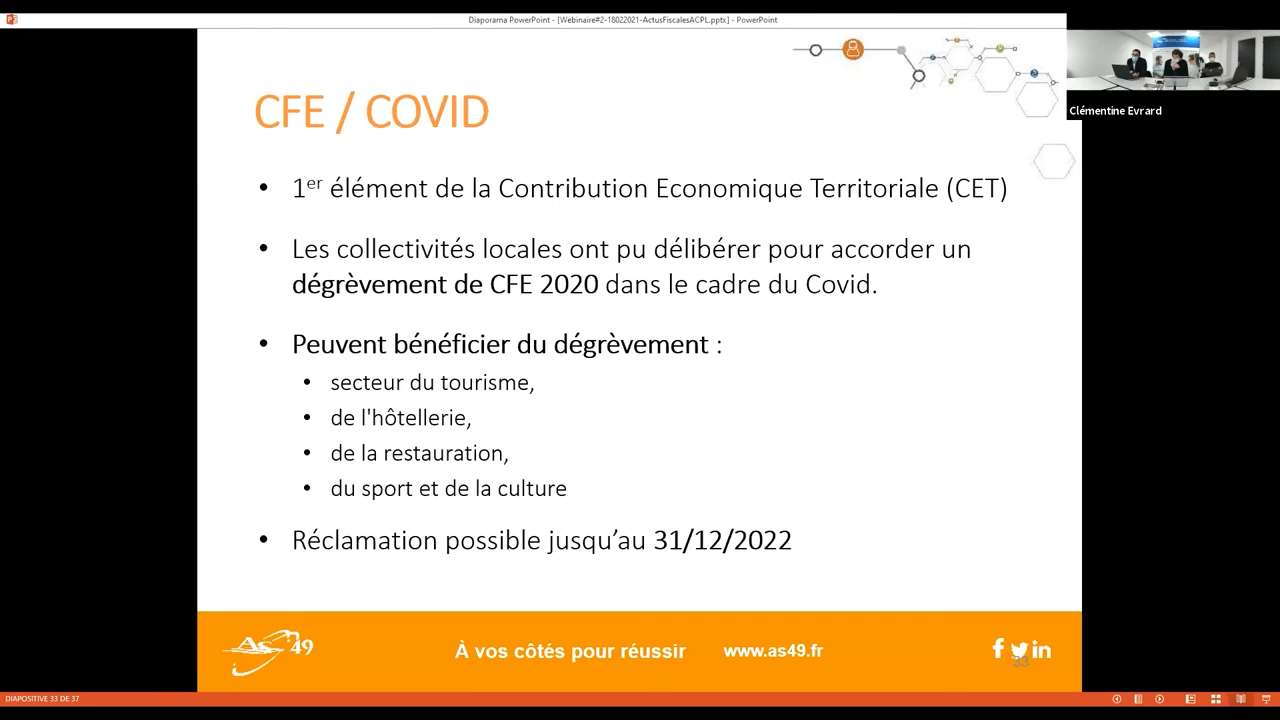 Diaporama PowerPoint - [Webinaire#2-18022021-ActusFiscalesACPL.pptx] - PowerPoint
Clémentine Evrard
CFE / COVID
• 1er élément de la Contribution Economique Territoriale (CET)
• Les collectivités locales ont pu délibérer pour accorder un
dégrèvement de CFE 2020 dans le cadre du Covid.
• Peuvent bénéficier du dégrèvement :
• secteur du tourisme,
• de l'hôtellerie,
• de la restauration,
• du sport et de la culture
• Réclamation possible jusqu’au 31/12/2022
As 49
À vos côtés pour réussir
www.as49.fr
33
DIAPOSITIVE 33 DE 37